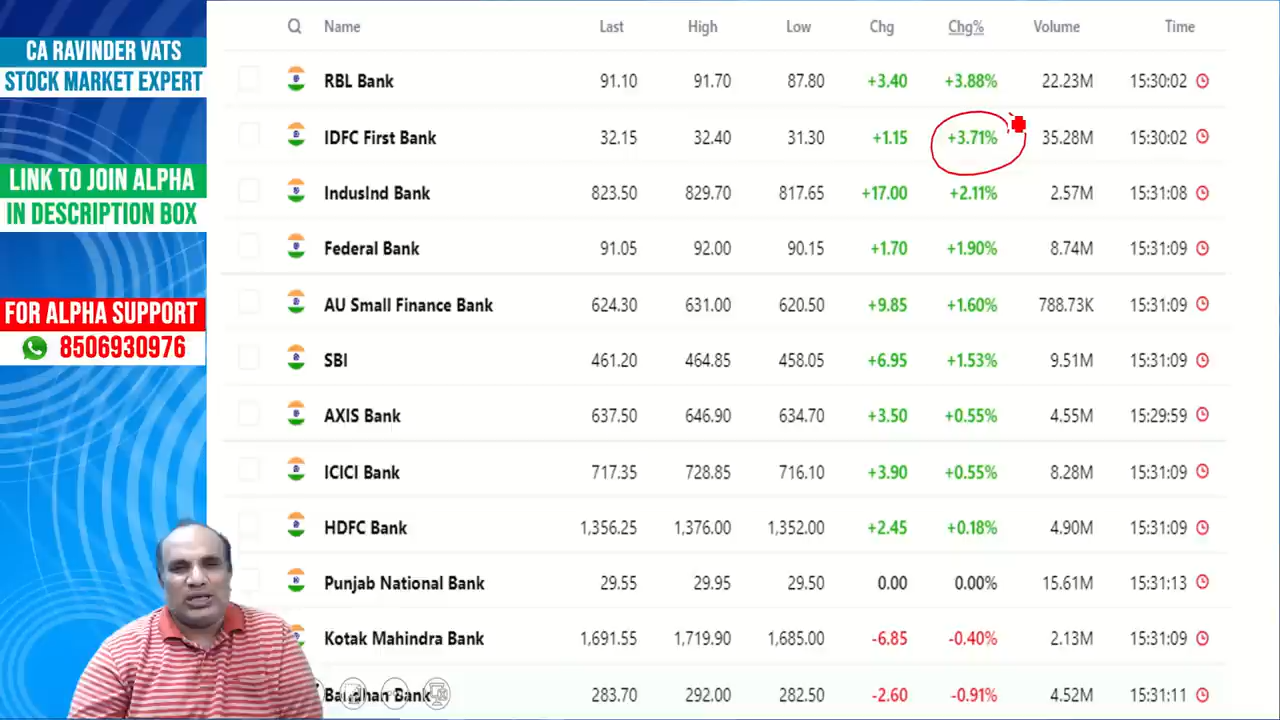 CA RAVINDER VATS
STOCK MARKET EXPERT
LINK TO JOIN ALPHA
IN DESCRIPTION BOX
FOR ALPHA SUPPORT
8506930976
Name Last High Low Chg Chg% Volume Time
RBL Bank 91.10 91.70 87.80 +3.40 +3.88% 22.23M 15:30:02
IDFC First Bank 32.15 32.40 31.30 +1.15 +3.71% 35.28M 15:30:02
IndusInd Bank 823.50 829.70 817.65 +17.00 +2.11% 2.57M 15:31:08
Federal Bank 91.05 92.00 90.15 +1.70 +1.90% 8.74M 15:31:09
AU Small Finance Bank 624.30 631.00 620.50 +9.85 +1.60% 788.73K 15:31:09
SBI 461.20 464.85 458.05 +6.95 +1.53% 9.51M 15:31:09
AXIS Bank 637.50 646.90 634.70 +3.50 +0.55% 4.55M 15:29:59
ICICI Bank 717.35 728.85 716.10 +3.90 +0.55% 8.28M 15:31:09
HDFC Bank 1,356.25 1,376.00 1,352.00 +2.45 +0.18% 4.90M 15:31:09
Punjab National Bank 29.55 29.95 29.50 0.00 0.00% 15.61M 15:31:13
Kotak Mahindra Bank 1,691.55 1,719.90 1,685.00 -6.85 -0.40% 2.13M 15:31:09
Bandhan Bank 283.70 292.00 282.50 -2.60 -0.91% 4.52M 15:31:11